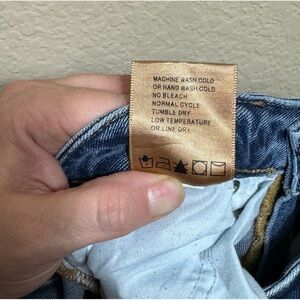 MACHINE WASH COLD
OR HAND WASH COLD
NO BLEACH
NORMAL CYCLE
TUMBLE DRY
LOW TEMPERATURE
OR LINE DRY